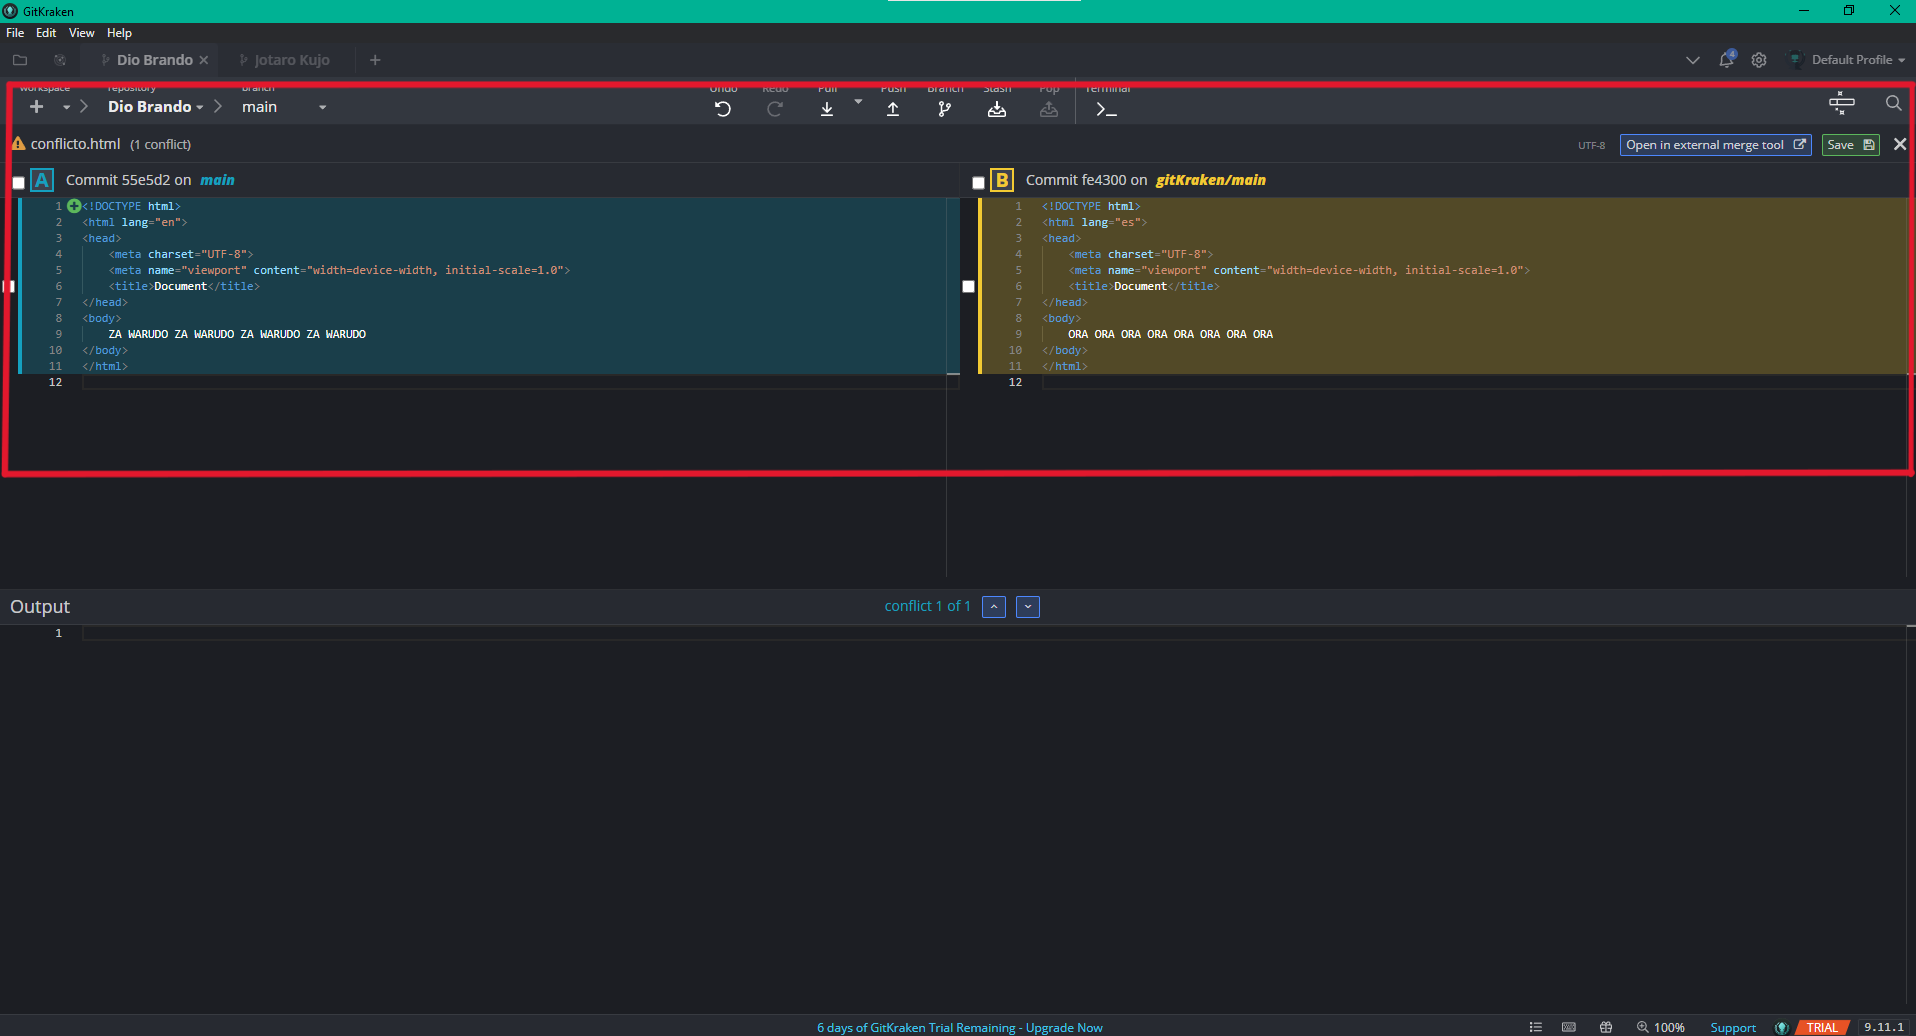 GitKraken
File Edit View Help
Dio Brando Jotaro Kujo + 4 Default Profile
workspace repository branch Undo Redo Pull Push Branch Stash Pop Terminal
Dio Brando main
conflicto.html (1 conflict) UTF-8 Open in external merge tool Save
A Commit 55e5d2 on main
1 <!DOCTYPE html>
2 <html lang="en">
3 <head>
4 <meta charset="UTF-8">
5 <meta name="viewport" content="width=device-width, initial-scale=1.0">
6 <title>Document</title>
7 </head>
8 <body>
9 ZA WARUDO ZA WARUDO ZA WARUDO ZA WARUDO
10 </body>
11 </html>
12
B Commit fe4300 on gitKraken/main
1 <!DOCTYPE html>
2 <html lang="es">
3 <head>
4 <meta charset="UTF-8">
5 <meta name="viewport" content="width=device-width, initial-scale=1.0">
6 <title>Document</title>
7 </head>
8 <body>
9 ORA ORA ORA ORA ORA ORA ORA ORA
10 </body>
11 </html>
12
Output conflict 1 of 1
1
6 days of GitKraken Trial Remaining - Upgrade Now 100% Support TRIAL 9.11.1